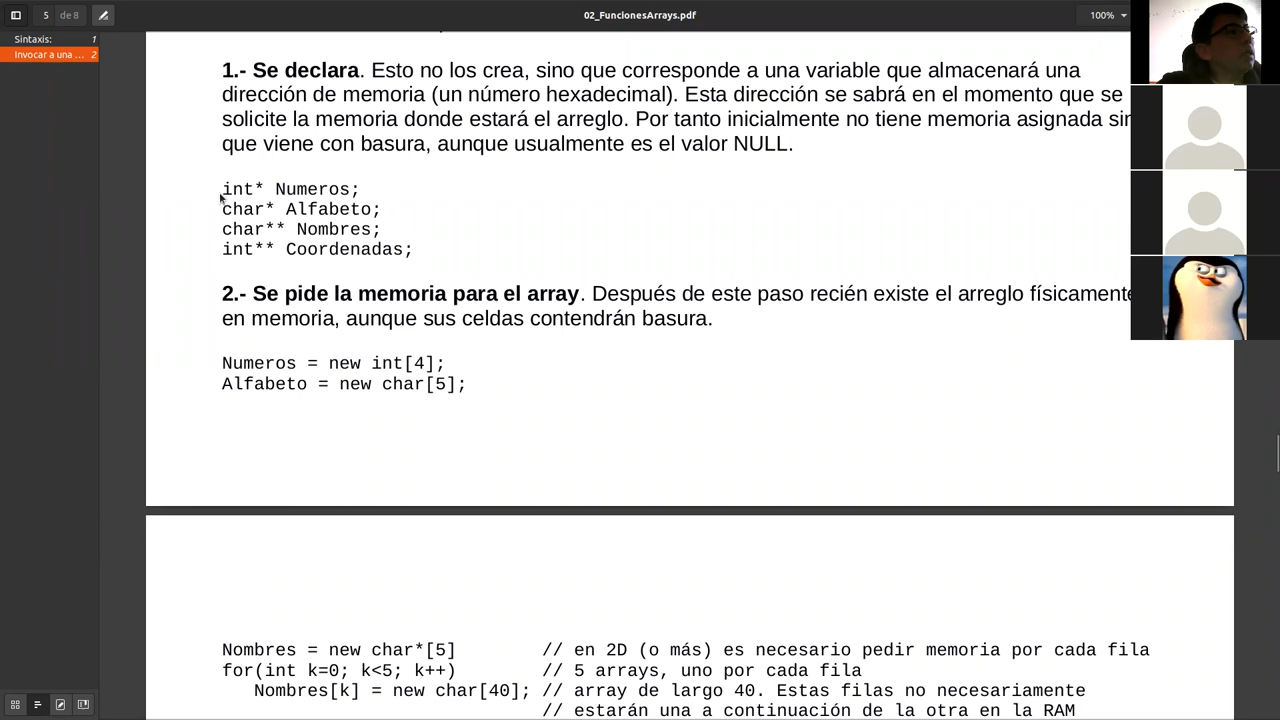 5 de 8
02_FuncionesArrays.pdf
100%
Sintaxis: 1
Invocar a una ... 2
1.- Se declara. Esto no los crea, sino que corresponde a una variable que almacenará una
dirección de memoria (un número hexadecimal). Esta dirección se sabrá en el momento que se
solicite la memoria donde estará el arreglo. Por tanto inicialmente no tiene memoria asignada sin
que viene con basura, aunque usualmente es el valor NULL.
int* Numeros;
char* Alfabeto;
char** Nombres;
int** Coordenadas;
2.- Se pide la memoria para el array. Después de este paso recién existe el arreglo físicamente
en memoria, aunque sus celdas contendrán basura.
Numeros = new int[4];
Alfabeto = new char[5];
Nombres = new char*[5] // en 2D (o más) es necesario pedir memoria por cada fila
for(int k=0; k<5; k++) // 5 arrays, uno por cada fila
Nombres[k] = new char[40]; // array de largo 40. Estas filas no necesariamente
// estarán una a continuación de la otra en la RAM